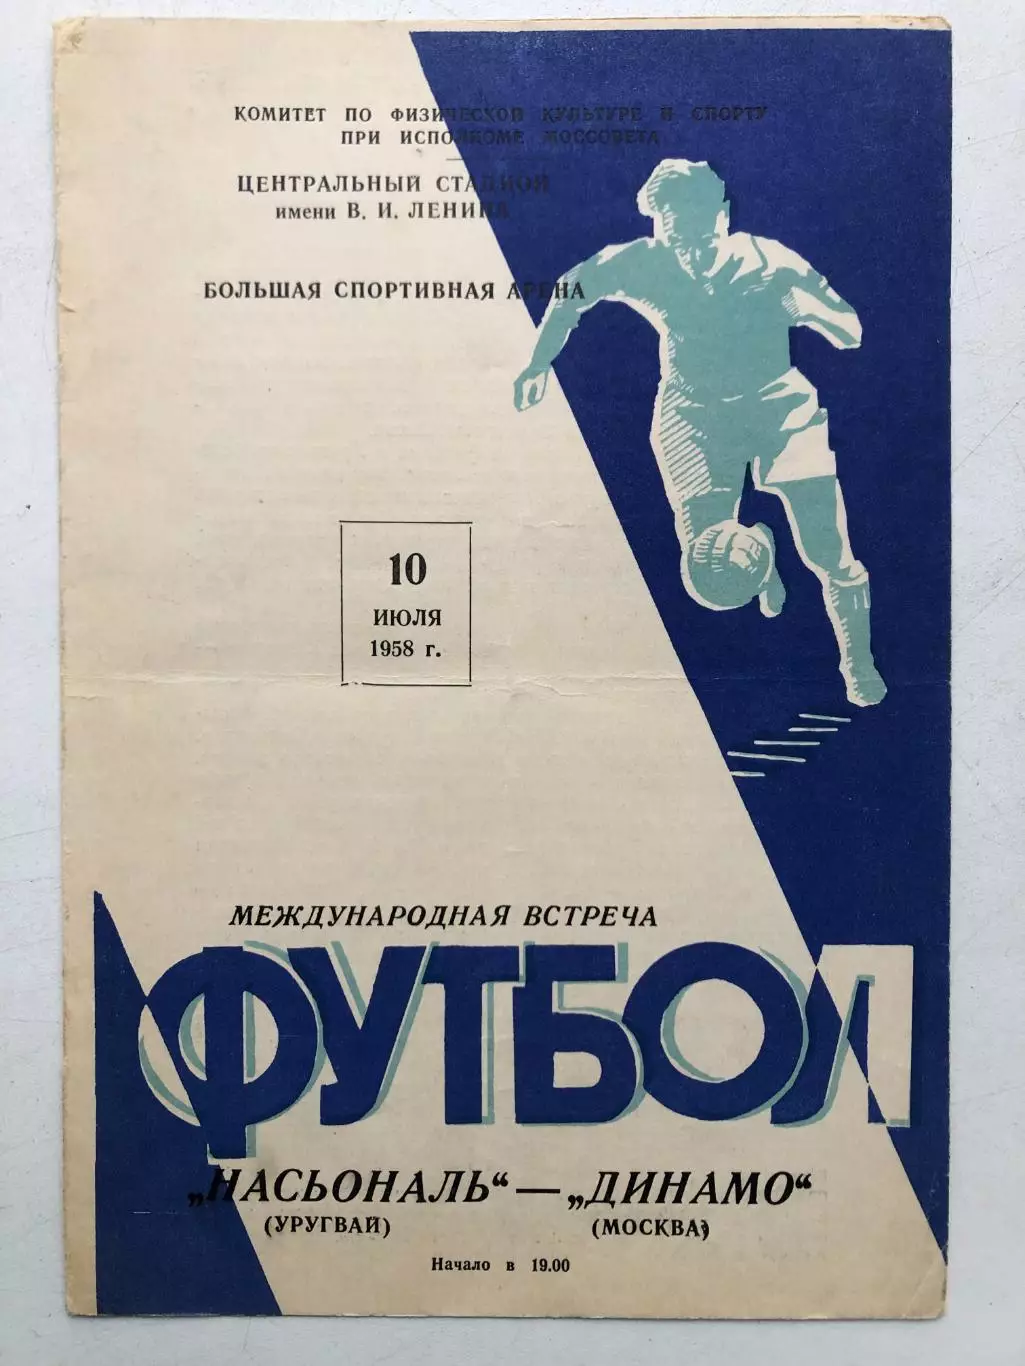 КОМИТЕТ ПО ФИЗИЧЕСКОЙ КУЛЬТУРЕ И СПОРТУ
ПРИ ИСПОЛКОМЕ МОССОВЕТА
ЦЕНТРАЛЬНЫЙ СТАДИОН
имени В. И. ЛЕНИНА
БОЛЬШАЯ СПОРТИВНАЯ АРЕНА
10
ИЮЛЯ
1958 г.
МЕЖДУНАРОДНАЯ ВСТРЕЧА
ФУТБОЛ
„НАСЬОНАЛЬ“ — „ДИНАМО“
(УРУГВАЙ) (МОСКВА)
Начало в 19.00